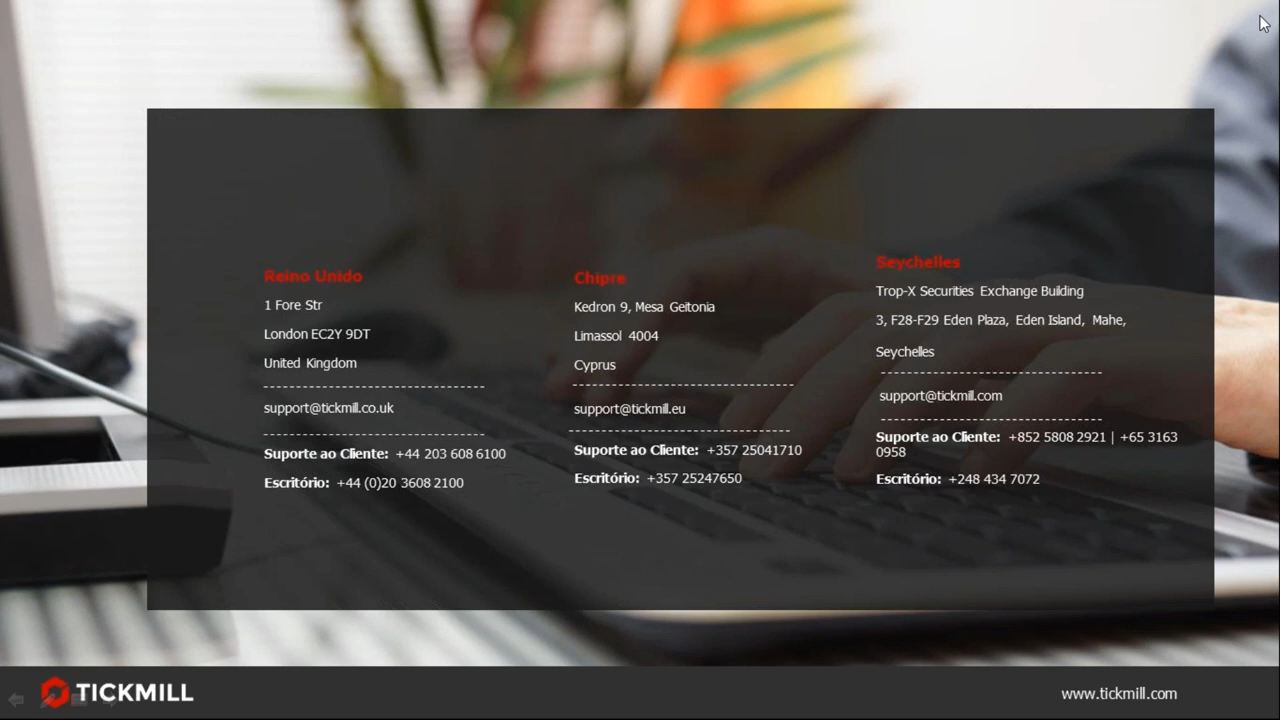 Reino Unido
1 Fore Str
London EC2Y 9DT
United Kingdom
support@tickmill.co.uk
Suporte ao Cliente: +44 203 608 6100
Escritório: +44 (0)20 3608 2100
Chipre
Kedron 9, Mesa Geitonia
Limassol 4004
Cyprus
support@tickmill.eu
Suporte ao Cliente: +357 25041710
Escritório: +357 25247650
Seychelles
Trop-X Securities Exchange Building
3, F28-F29 Eden Plaza, Eden Island, Mahe,
Seychelles
support@tickmill.com
Suporte ao Cliente: +852 5808 2921 | +65 3163
0958
Escritório: +248 434 7072
TICKMILL
www.tickmill.com